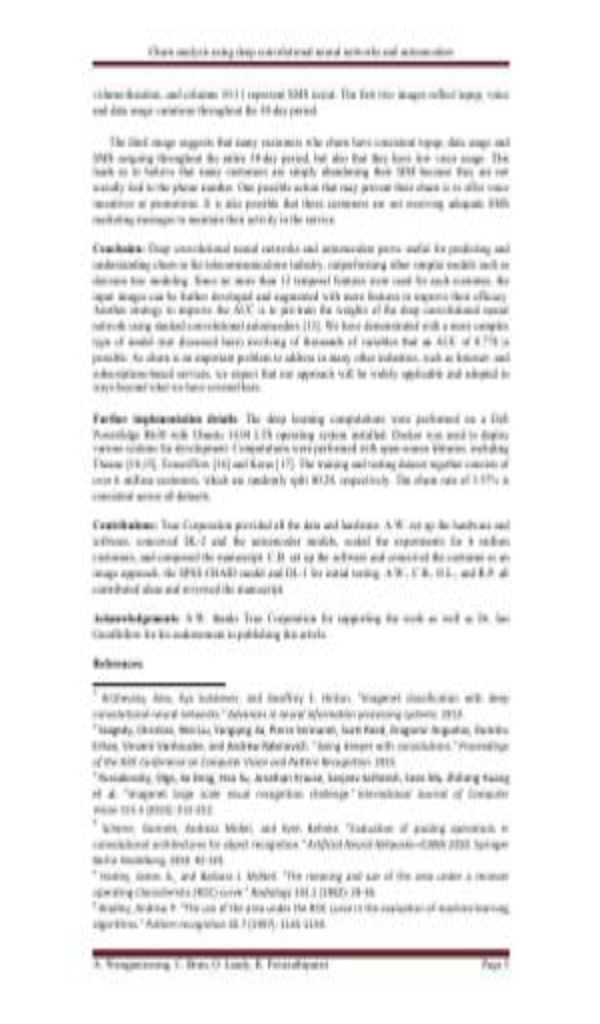 Churn analysis using deep convolutional neural networks and autoencoders
visualization, and columns 10-11 represent SMS usage. The first two images reflect topup, voice
and data usage variations throughout the 30-day period.
The third image suggests that many customers who churn have consistent topup, data usage and
SMS outgoing throughout the entire 30-day period, but also that they have low voice usage. This
leads us to believe that many customers are simply abandoning their SIM because they are not
socially tied to the phone number. One possible action that may prevent their churn is to offer voice
incentives or promotions. It is also possible that these customers are not receiving adequate SMS
marketing messages to maintain their activity in the service.
Conclusion: Deep convolutional neural networks and autoencoders prove useful for predicting and
understanding churn in the telecommunications industry, outperforming other simpler models such as
decision tree modeling. Since no more than 12 temporal features were used for each customer, the
input images can be further developed and augmented with more features to improve their efficacy.
Another strategy to improve the AUC is to pre-train the weights of the deep convolutional neural
network using stacked convolutional autoencoders [13]. We have demonstrated with a more complex
type of model (not discussed here) involving of thousands of variables that an AUC of 0.778 is
possible. As churn is an important problem to address in many other industries, such as Internet- and
subscription-based services, we expect that our approach will be widely applicable and adopted in
ways beyond what we have covered here.
Further implementation details: The deep learning computations were performed on a Dell
PowerEdge R630 with Ubuntu 14.04 LTS operating system installed. Docker was used to deploy
various systems for development. Computations were performed with open-source libraries, including
Theano [14,15], Tensorflow [16] and Keras [17]. The training and testing dataset together consists of
over 6 million customers, which are randomly split 80:20, respectively. The churn rate of 3.57% is
consistent across all datasets.
Contributions: True Corporation provided all the data and hardware. A.W. set up the hardware and
software, conceived DL-2 and the autoencoder models, scaled the experiments for 6 million
customers, and composed the manuscript. C.B. set up the software and conceived the customer as an
image approach, the SPSS CHAID model and DL-1 for initial testing. A.W., C.B., O.L., and R.P. all
contributed ideas and reviewed the manuscript.
Acknowledgements: A.W. thanks True Corporation for supporting the work as well as Dr. Ian
Goodfellow for his endorsement in publishing this article.
References
1 Krizhevsky, Alex, Ilya Sutskever, and Geoffrey E. Hinton. "Imagenet classification with deep
convolutional neural networks." Advances in neural information processing systems. 2012.
Szegedy, Christian, Wei Liu, Yangqing Jia, Pierre Sermanet, Scott Reed, Dragomir Anguelov, Dumitru
Erhan, Vincent Vanhoucke, and Andrew Rabinovich. "Going deeper with convolutions." Proceedings
of the IEEE Conference on Computer Vision and Pattern Recognition. 2015.
Russakovsky, Olga, Jia Deng, Hao Su, Jonathan Krause, Sanjeev Satheesh, Sean Ma, Zhiheng Huang
et al. "Imagenet large scale visual recognition challenge." International Journal of Computer
Vision 115.3 (2015): 211-252.
Scherer, Dominik, Andreas Müller, and Sven Behnke. "Evaluation of pooling operations in
convolutional architectures for object recognition." Artificial Neural Networks–ICANN 2010. Springer
Berlin Heidelberg, 2010. 92-101.
Hanley, James A., and Barbara J. McNeil. "The meaning and use of the area under a receiver
operating characteristic (ROC) curve." Radiology 143.1 (1982): 29-36.
Bradley, Andrew P. "The use of the area under the ROC curve in the evaluation of machine learning
algorithms." Pattern recognition 30.7 (1997): 1145-1159.
A. Wangperawong, C. Brun, O. Laudy, R. Pavasuthipaisit
Page 5